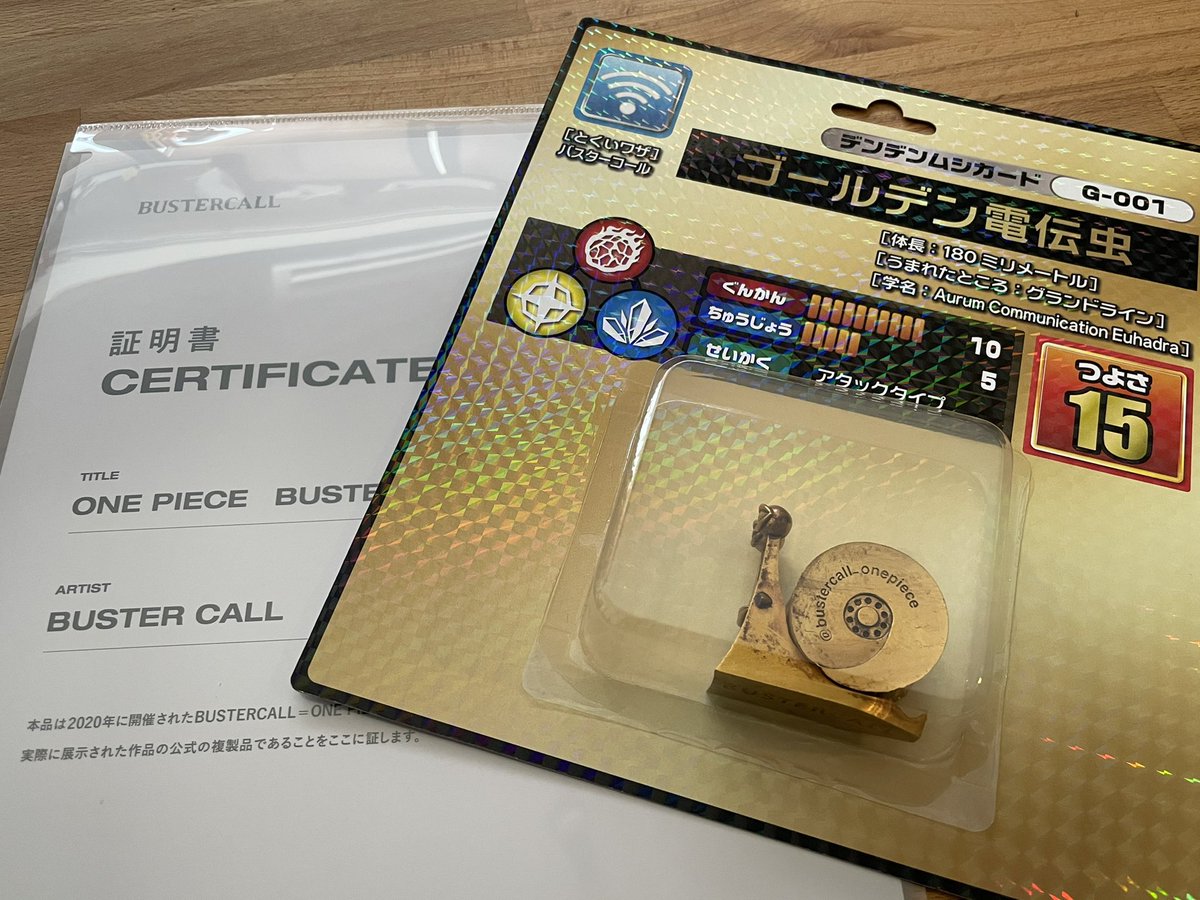 BUSTERCALL
証明書
CERTIFICATE
TITLE
ONE PIECE BUSTE
ARTIST
BUSTER CALL
本品は2020年に開催されたBUSTERCALL=ONE PI
実際に展示された作品の公式の複製品であることをここに証します。
[とくいワザ]
バスターコール
デンデンムシカード G-001
ゴールデン電伝虫
[体長:180ミリメートル]
[うまれたところ:グランドライン]
[学名:Aurum Communication Euhadra]
ぐんかん 10
ちゅうじょう 5
せいかく アタックタイプ
つよさ
15
@bustercall_onepiece